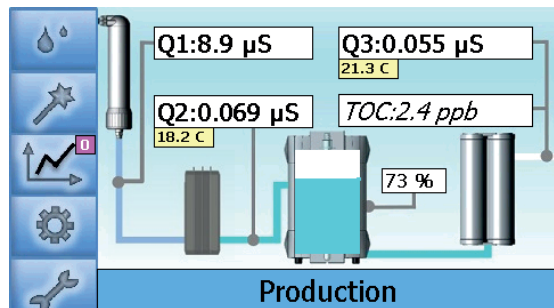 Q1:8.9 µS
Q3:0.055 µS
21.3 C
Q2:0.069 µS
18.2 C
TOC:2.4 ppb
0
73 %
Production